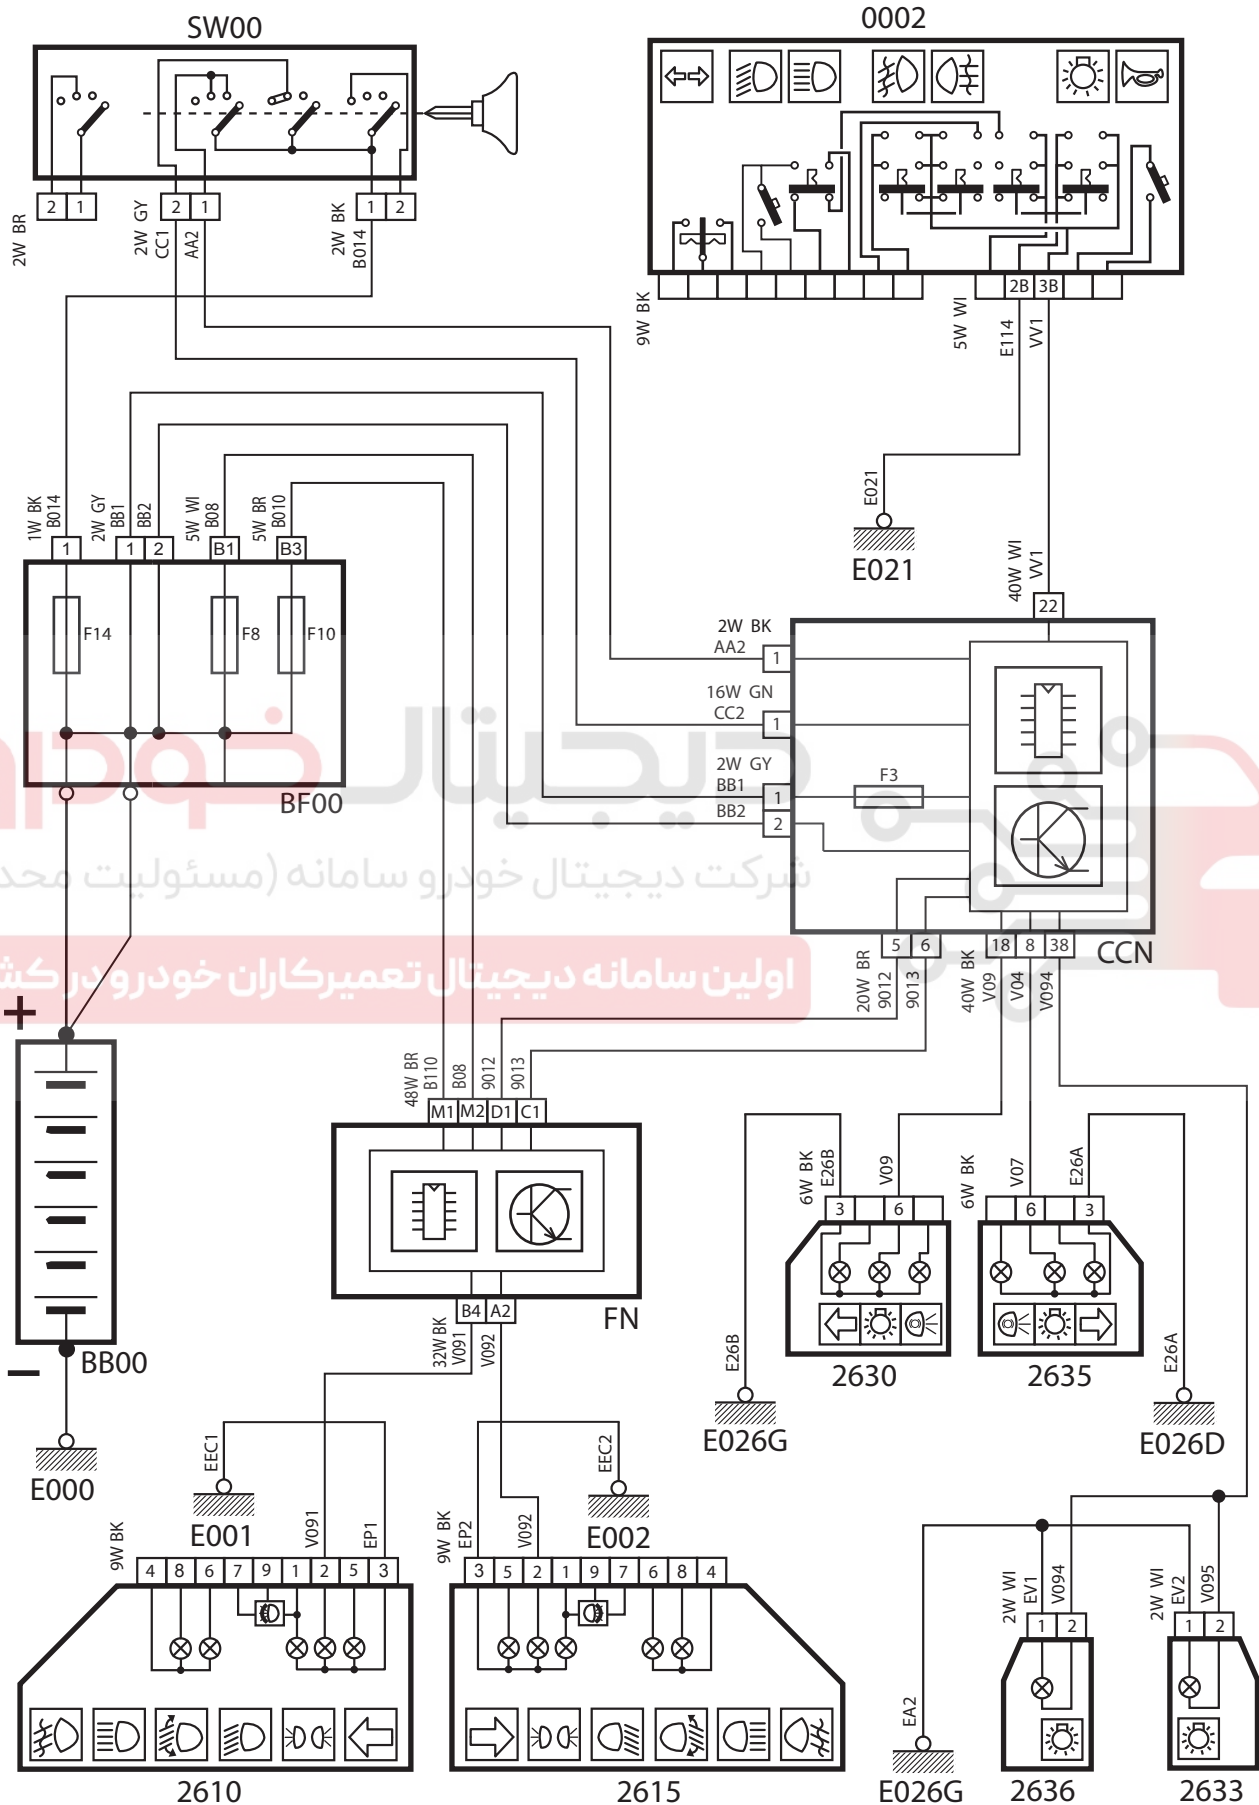 SW00
0002
2 1
2 1
1 2
2W BR
2W GY
CC1
AA2
2W BK
B014
9W BK
2B 3B
5W WI
E114
VV1
E021
E021
40W WI
VV1
22
1W BK
B014
2W GY
BB1
BB2
5W WI
B08
5W BR
B010
1 1 2 B1 B3
F14 F8 F10
BF00
2W BK
AA2
1
16W GN
CC2
1
2W GY
BB1
1
BB2
2
F3
دیجیتال خودرو
شرکت دیجیتال خودرو سامانه (مسئولیت محد
اولین سامانه دیجیتال تعمیرکاران خودرو در کش
5 6 18 8 38
CCN
20W BR
9012
9013
40W BK
V09
V04
V094
+
48W BR
B110
B08
9012
9013
M1 M2 D1 C1
B4 A2
FN
32W BK
V091
V092
BB00
–
E000
6W BK
E26B
V09
3 6
6W BK
V07
E26A
6 3
2630
2635
E26B
E026G
E26A
E026D
EEC1
E001
EEC2
E002
9W BK
V091
EP1
4 8 6 7 9 1 2 5 3
2610
9W BK
EP2
V092
3 5 2 1 9 7 6 8 4
2615
EA2
E026G
2W WI
EV1
V094
1 2
2636
2W WI
EV2
V095
1 2
2633